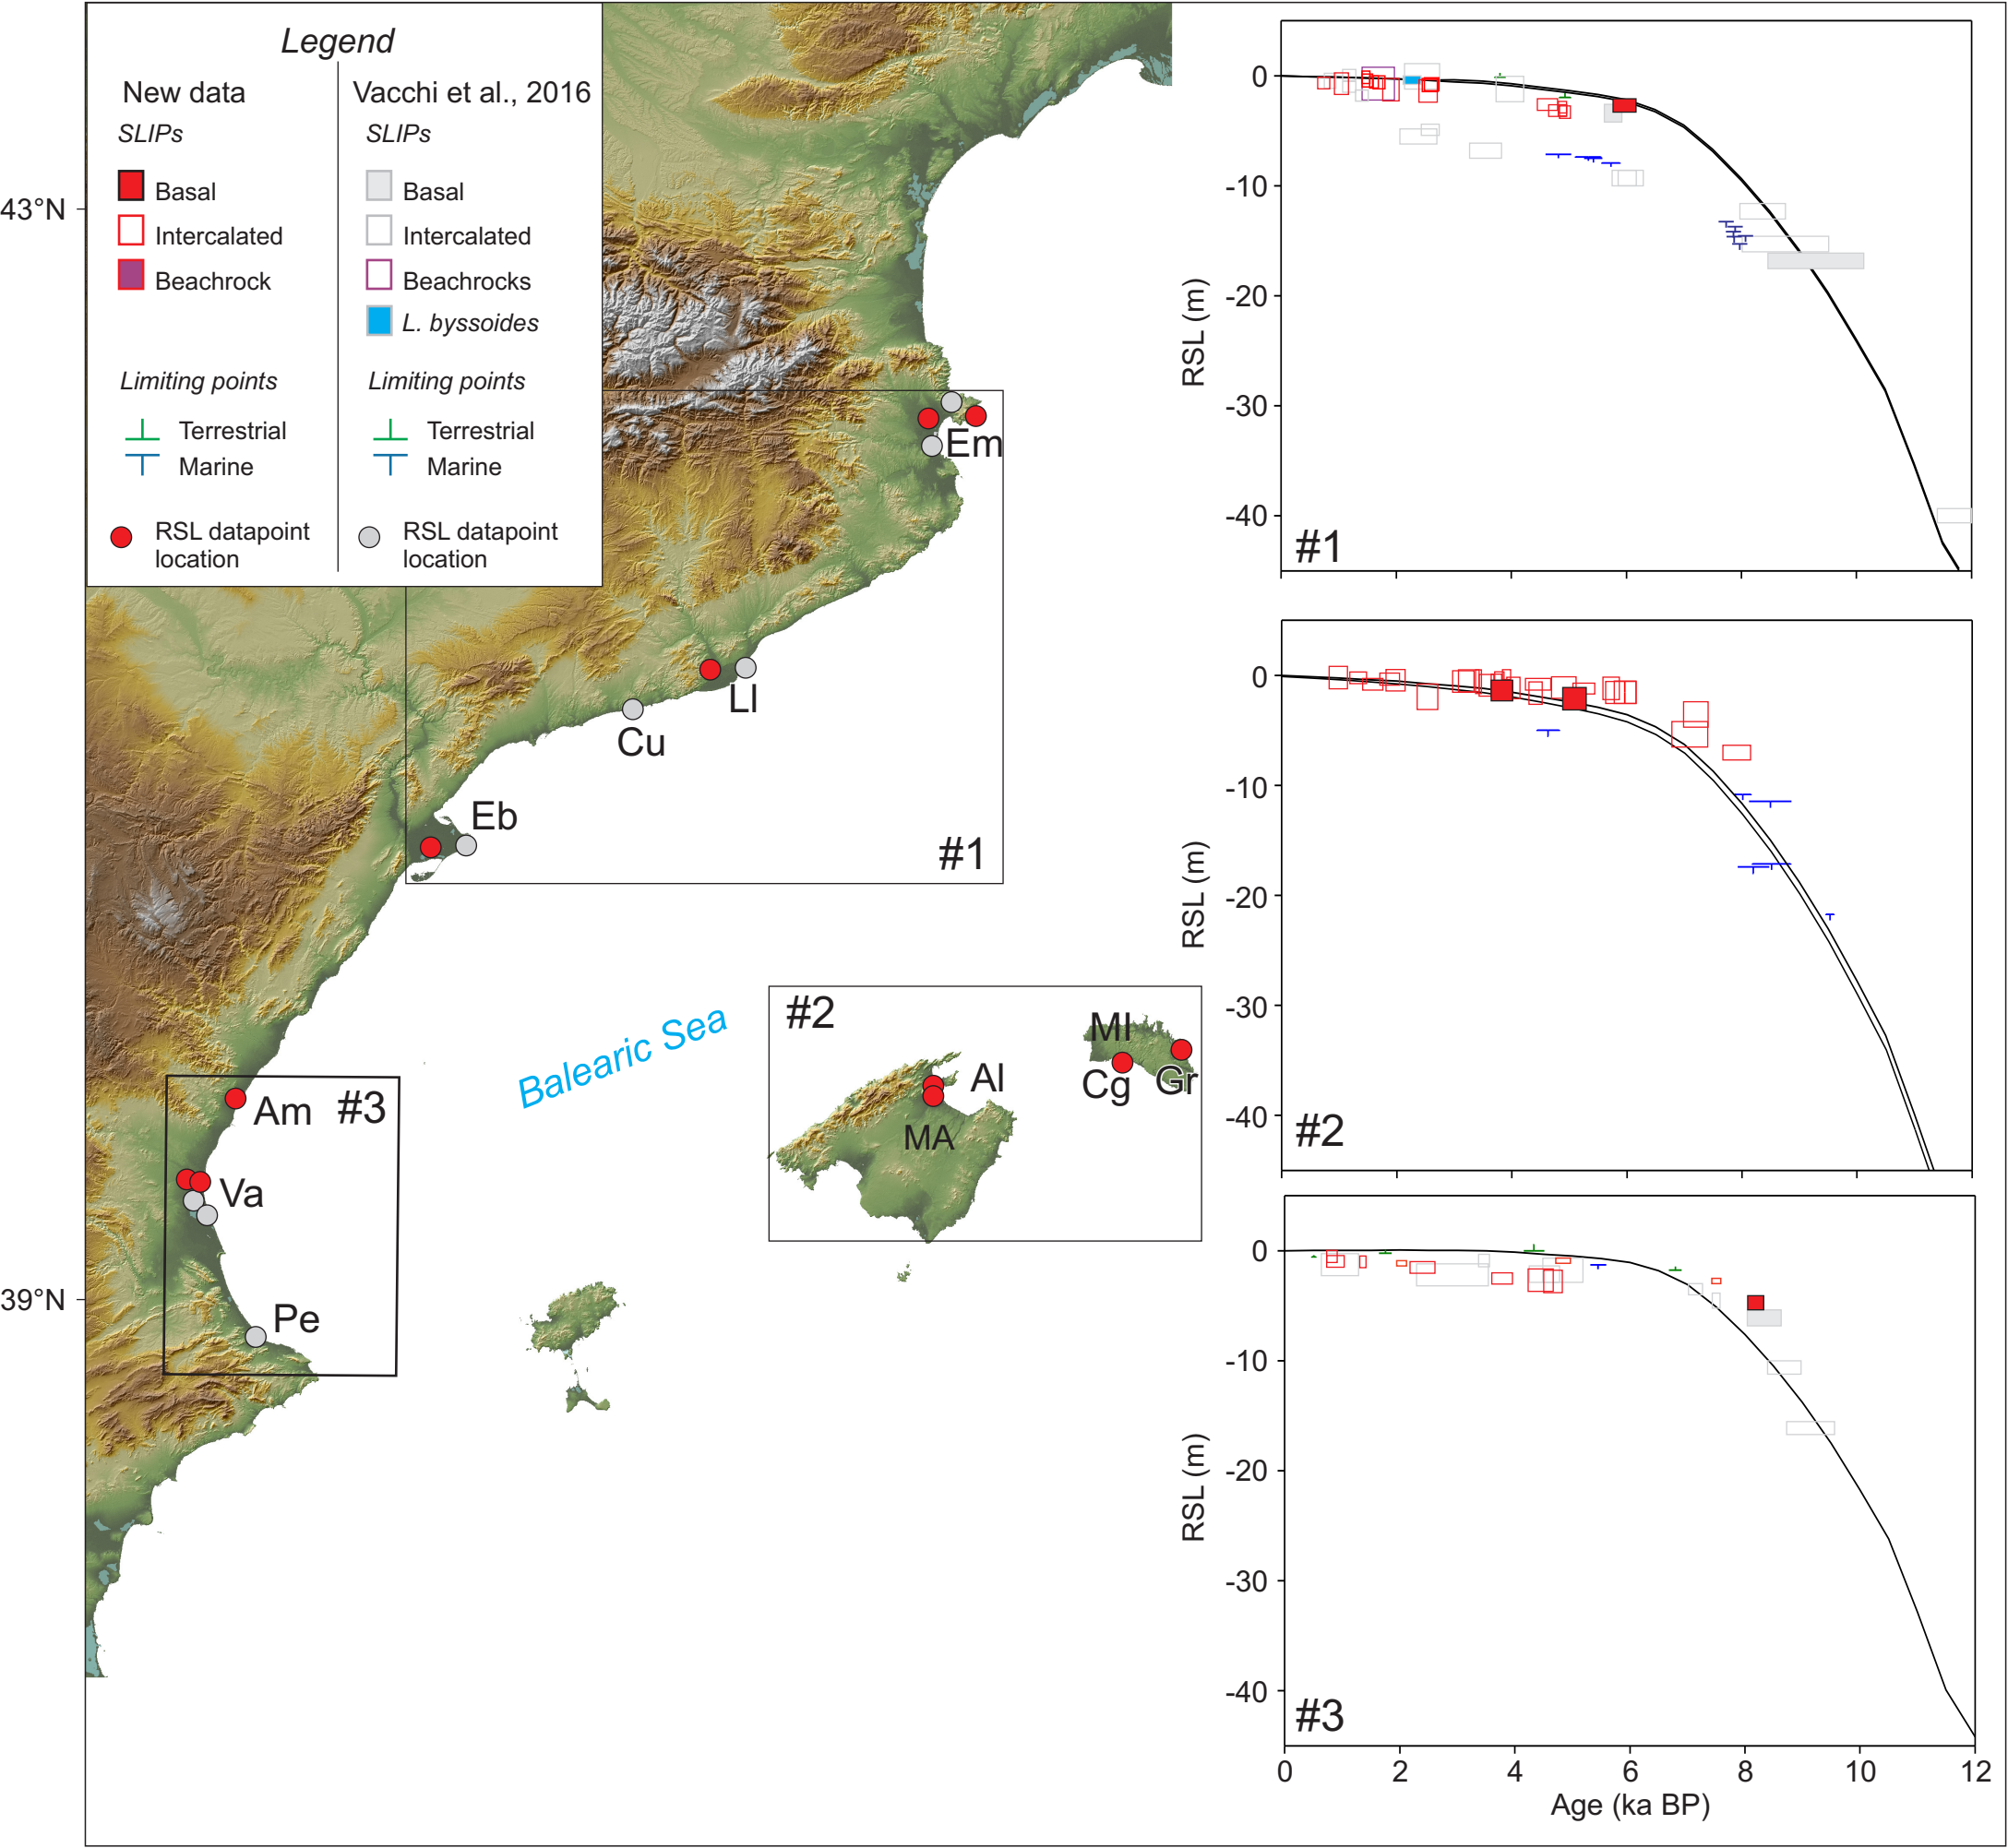 Legend
New data
Vacchi et al., 2016
SLIPs
SLIPs
Basal
Basal
Intercalated
Intercalated
Beachrock
Beachrocks
L. byssoides
Limiting points
Limiting points
Terrestrial
Terrestrial
Marine
Marine
RSL datapoint
location
RSL datapoint
location
43°N
39°N
Em
Ll
Cu
Eb
#1
Balearic Sea
#2
MI
Al
Cg
Gr
MA
Am
#3
Va
Pe
0
-10
-20
-30
-40
RSL (m)
#1
0
-10
-20
-30
-40
RSL (m)
#2
0
-10
-20
-30
-40
RSL (m)
#3
0 2 4 6 8 10 12
Age (ka BP)